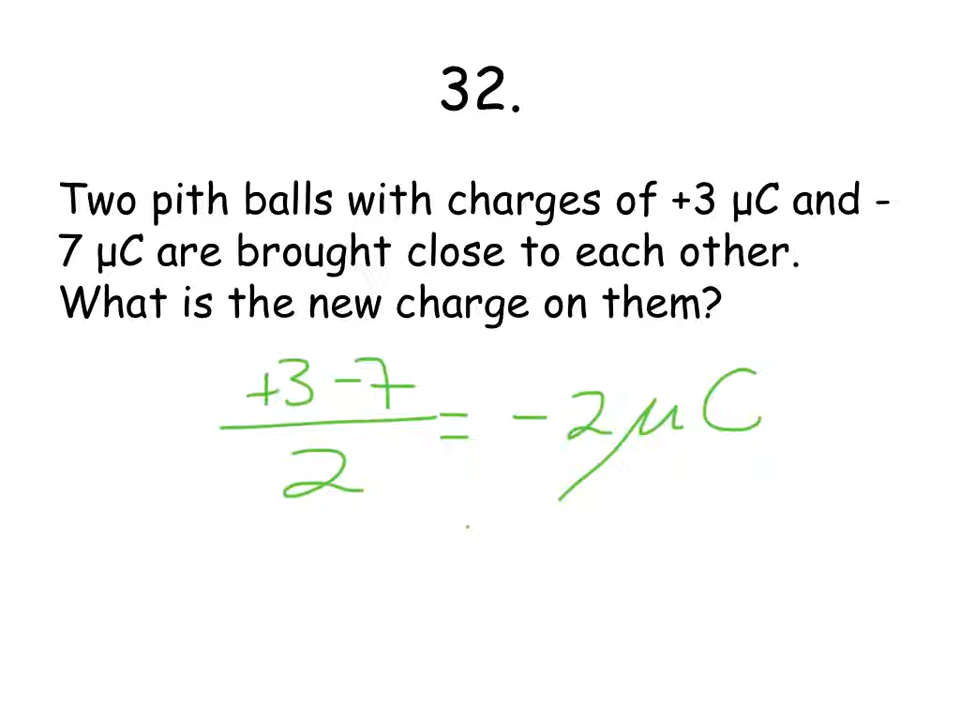 32.
Two pith balls with charges of +3 µC and -
7 µC are brought close to each other.
What is the new charge on them?
+3 -7
= -2µC
2